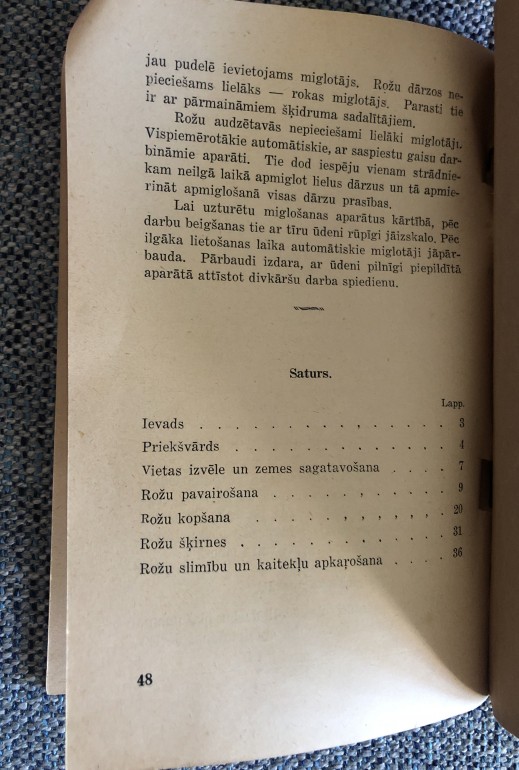 jau pudelē ievietojams miglotājs. Rožu dārzos ne-
pieciešams lielāks — rokas miglotājs. Parasti tie
ir ar pārmaināmiem šķidruma sadalītājiem.
Rožu audzētavās nepieciešami lielāki miglotāji.
Vispiemērotākie automātiskie, ar saspiestu gaisu dar-
bināmie aparāti. Tie dod iespēju vienam strādnie-
kam neilgā laikā apmiglot lielus dārzus un tā apmie-
rināt apmiglošanā visas dārzu prasības.
Lai uzturētu miglošanas aparātus kārtībā, pēc
darbu beigšanas tie ar tīru ūdeni rūpīgi jāizskalo. Pēc
ilgāka lietošanas laika automātiskie miglotāji jāpār-
bauda. Pārbaudi izdara, ar ūdeni pilnīgi piepildītā
aparātā attīstot divkāršu darba spiedienu.
Saturs.
Lapp.
Ievads . . . . . . . . . . . . . . . 3
Priekšvārds . . . . . . . . . . . . . 4
Vietas izvēle un zemes sagatavošana . . . . 7
Rožu pavairošana . . . . . . . . . . . 9
Rožu kopšana . . . . . . . . . . . . 20
Rožu šķirnes . . . . . . . . . . . . . 31
Rožu slimību un kaitekļu apkaŗošana . . . . 36
48